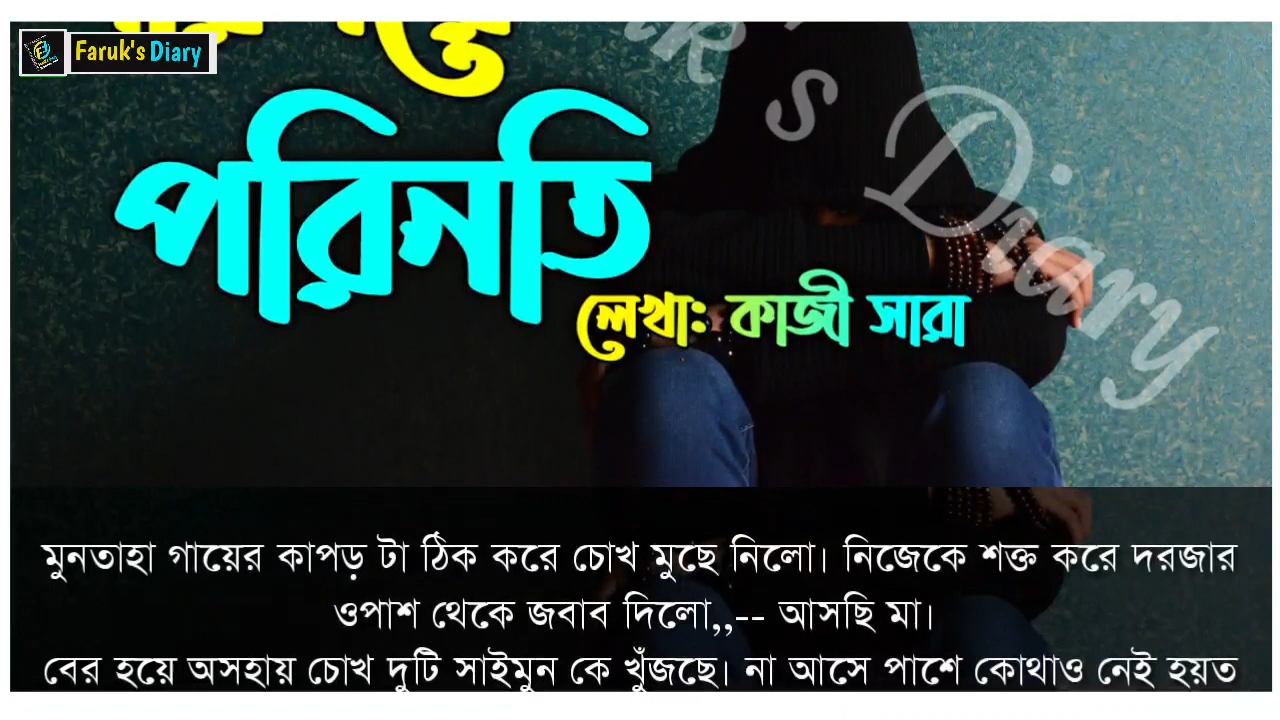 Faruk's Diary
's Diary
পরিনতি
লেখা: কাজী সারা
মুনতাহা গায়ের কাপড় টা ঠিক করে চোখ মুছে নিলো। নিজেকে শক্ত করে দরজার
ওপাশ থেকে জবাব দিলো,,-- আসছি মা।
বের হয়ে অসহায় চোখ দুটি সাইমুন কে খুঁজছে। না আসে পাশে কোথাও নেই হয়ত